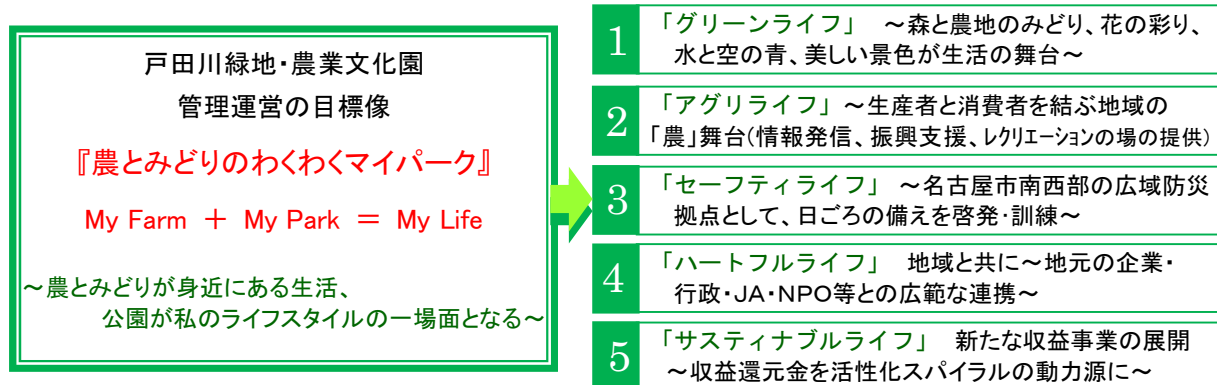 戸田川緑地・農業文化園
管理運営の目標像
『農とみどりのわくわくマイパーク』
My Farm ＋ My Park ＝ My Life
～農とみどりが身近にある生活、
公園が私のライフスタイルの一場面となる～
1
「グリーンライフ」　～森と農地のみどり、花の彩り、
水と空の青、美しい景色が生活の舞台～
2
「アグリライフ」 ～生産者と消費者を結ぶ地域の
「農」舞台(情報発信、振興支援、レクリエーションの場の提供)
3
「セーフティライフ」　～名古屋市南西部の広域防災
拠点として、日ごろの備えを啓発・訓練～
4
「ハートフルライフ」　地域と共に～地元の企業・
行政・JA・NPO等との広範な連携～
5
「サスティナブルライフ」　新たな収益事業の展開
～収益還元金を活性化スパイラルの動力源に～